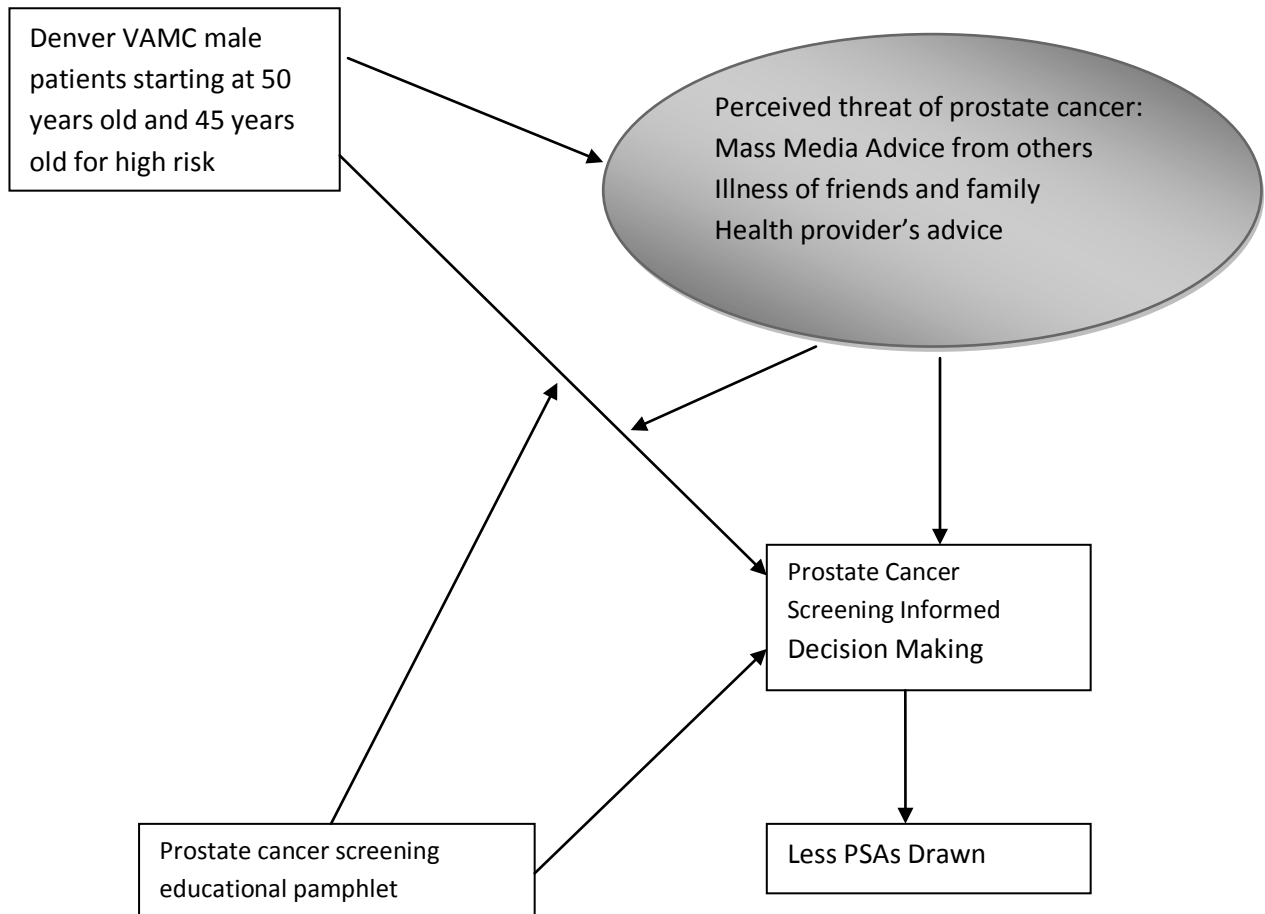 Denver VAMC male
patients starting at 50
years old and 45 years
old for high risk
Perceived threat of prostate cancer:
Mass Media Advice from others
Illness of friends and family
Health provider’s advice
Prostate Cancer
Screening Informed
Decision Making
Prostate cancer screening
educational pamphlet
Less PSAs Drawn